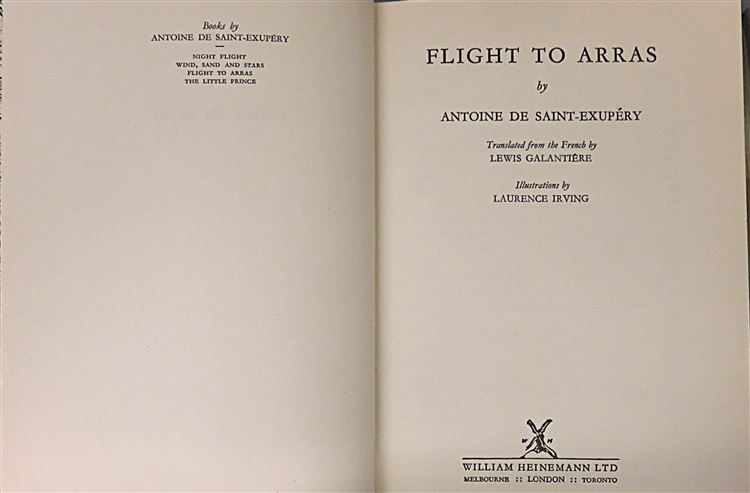 Books by
ANTOINE DE SAINT-EXUPÉRY
NIGHT FLIGHT
WIND, SAND AND STARS
FLIGHT TO ARRAS
THE LITTLE PRINCE
FLIGHT TO ARRAS
by
ANTOINE DE SAINT-EXUPÉRY
Translated from the French by
LEWIS GALANTIÈRE
Illustrations by
LAURENCE IRVING
W H
WILLIAM HEINEMANN LTD
MELBOURNE :: LONDON :: TORONTO